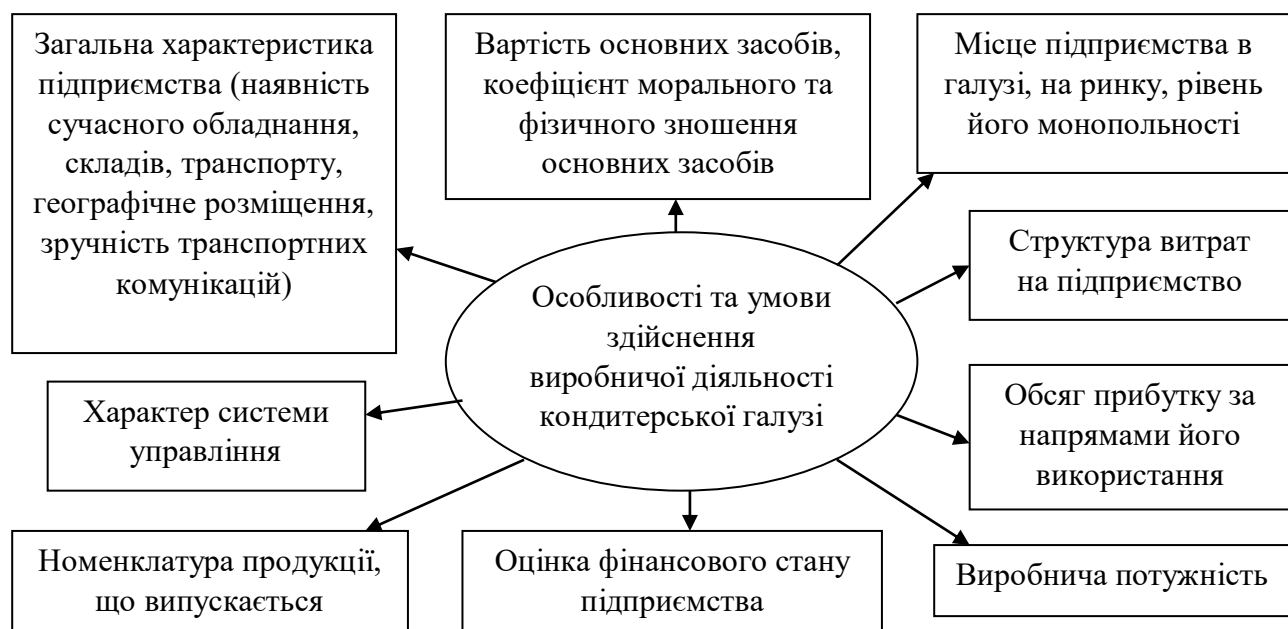 Загальна характеристика
підприємства (наявність
сучасного обладнання,
складів, транспорту,
географічне розміщення,
зручність транспортних
комунікацій)
Вартість основних засобів,
коефіцієнт морального та
фізичного зношення
основних засобів
Місце підприємства в
галузі, на ринку, рівень
його монопольності
Структура витрат
на підприємство
Особливості та умови
здійснення
виробничої діяльності
кондитерської галузі
Характер системи
управління
Обсяг прибутку за
напрямами його
використання
Номенклатура продукції,
що випускається
Оцінка фінансового стану
підприємства
Виробнича потужність